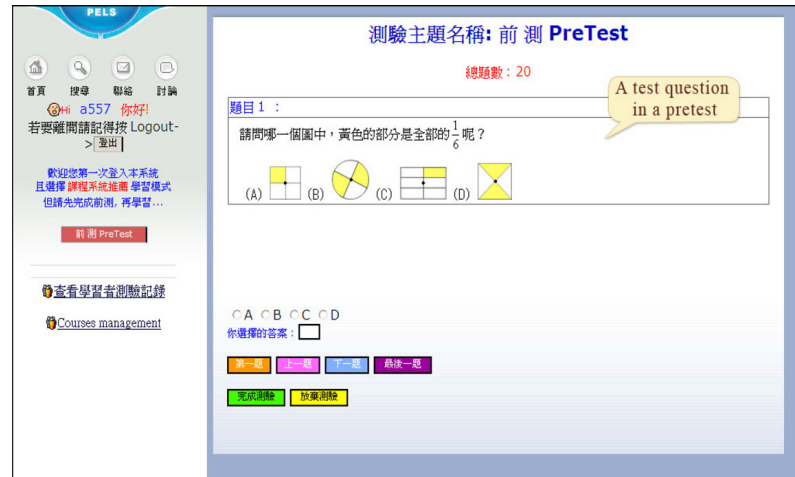 PELS
首頁 搜尋 聯絡 討論
Hi a557 你好!
若要離開請記得按 Logout-
> 登出
歡迎您第一次登入本系統
且選擇 課程系統推薦 學習模式
但請先完成前測, 再學習...
前 測 PreTest
查看學習者測驗記錄
Courses management
測驗主題名稱: 前 測 PreTest
總題數：20
A test question
in a pretest
題目1 ：
請問哪一個圖中，黃色的部分是全部的 1/6 呢？
(A) (B) (C) (D)
A B C D
你選擇的答案：
第一題 上一題 下一題 最後一題
完成測驗 放棄測驗